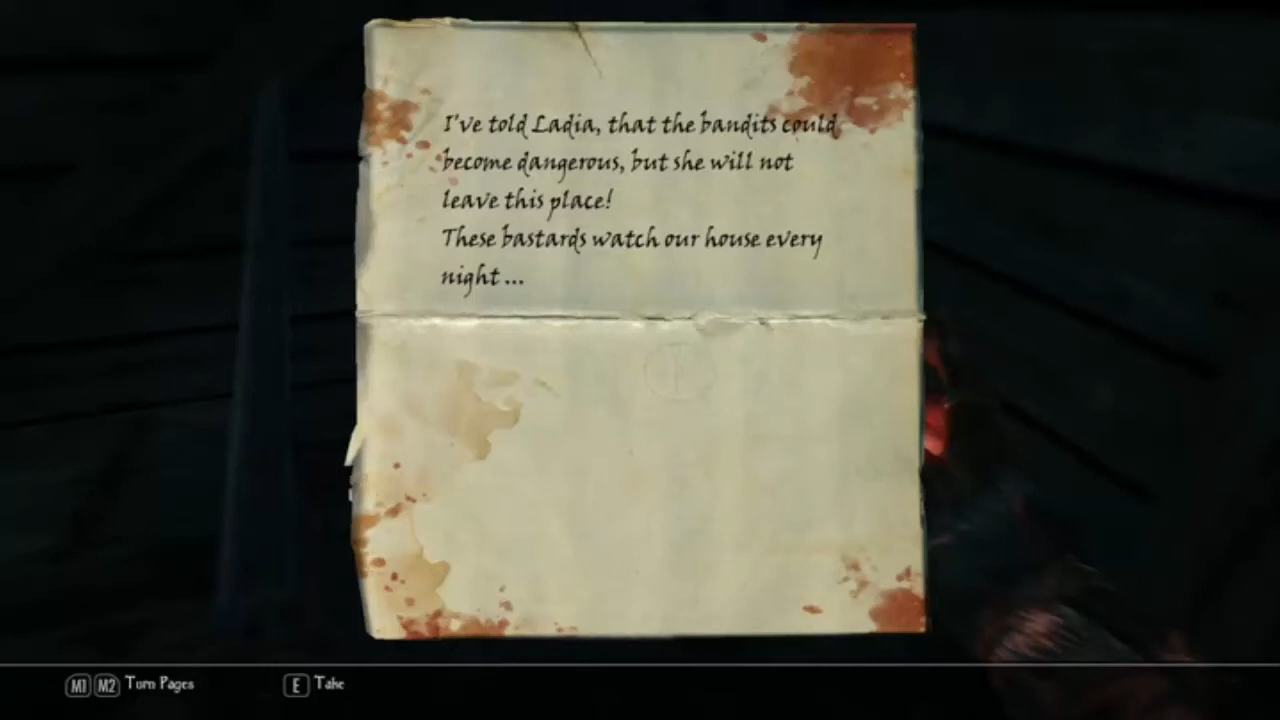 I've told Ladia, that the bandits could
become dangerous, but she will not
leave this place!
These bastards watch our house every
night ...
M1 M2 Turn Pages
E Take